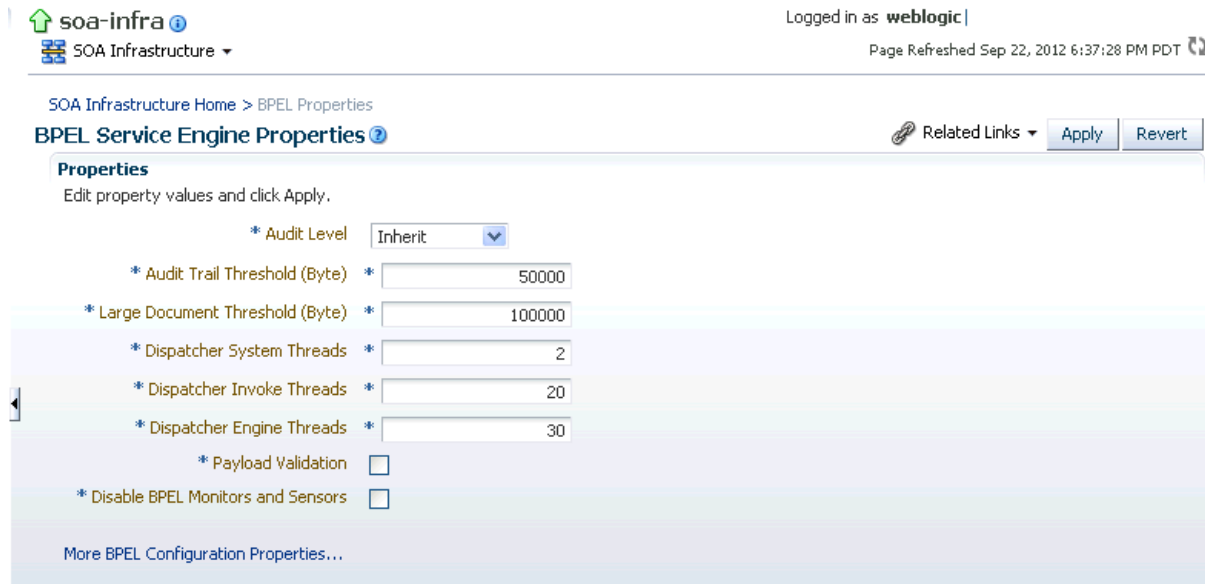 soa-infra
Logged in as weblogic|
SOA Infrastructure
Page Refreshed Sep 22, 2012 6:37:28 PM PDT
SOA Infrastructure Home > BPEL Properties
BPEL Service Engine Properties
Related Links
Apply
Revert
Properties
Edit property values and click Apply.
* Audit Level Inherit
* Audit Trail Threshold (Byte) * 50000
* Large Document Threshold (Byte) * 100000
* Dispatcher System Threads * 2
* Dispatcher Invoke Threads * 20
* Dispatcher Engine Threads * 30
* Payload Validation
* Disable BPEL Monitors and Sensors
More BPEL Configuration Properties...